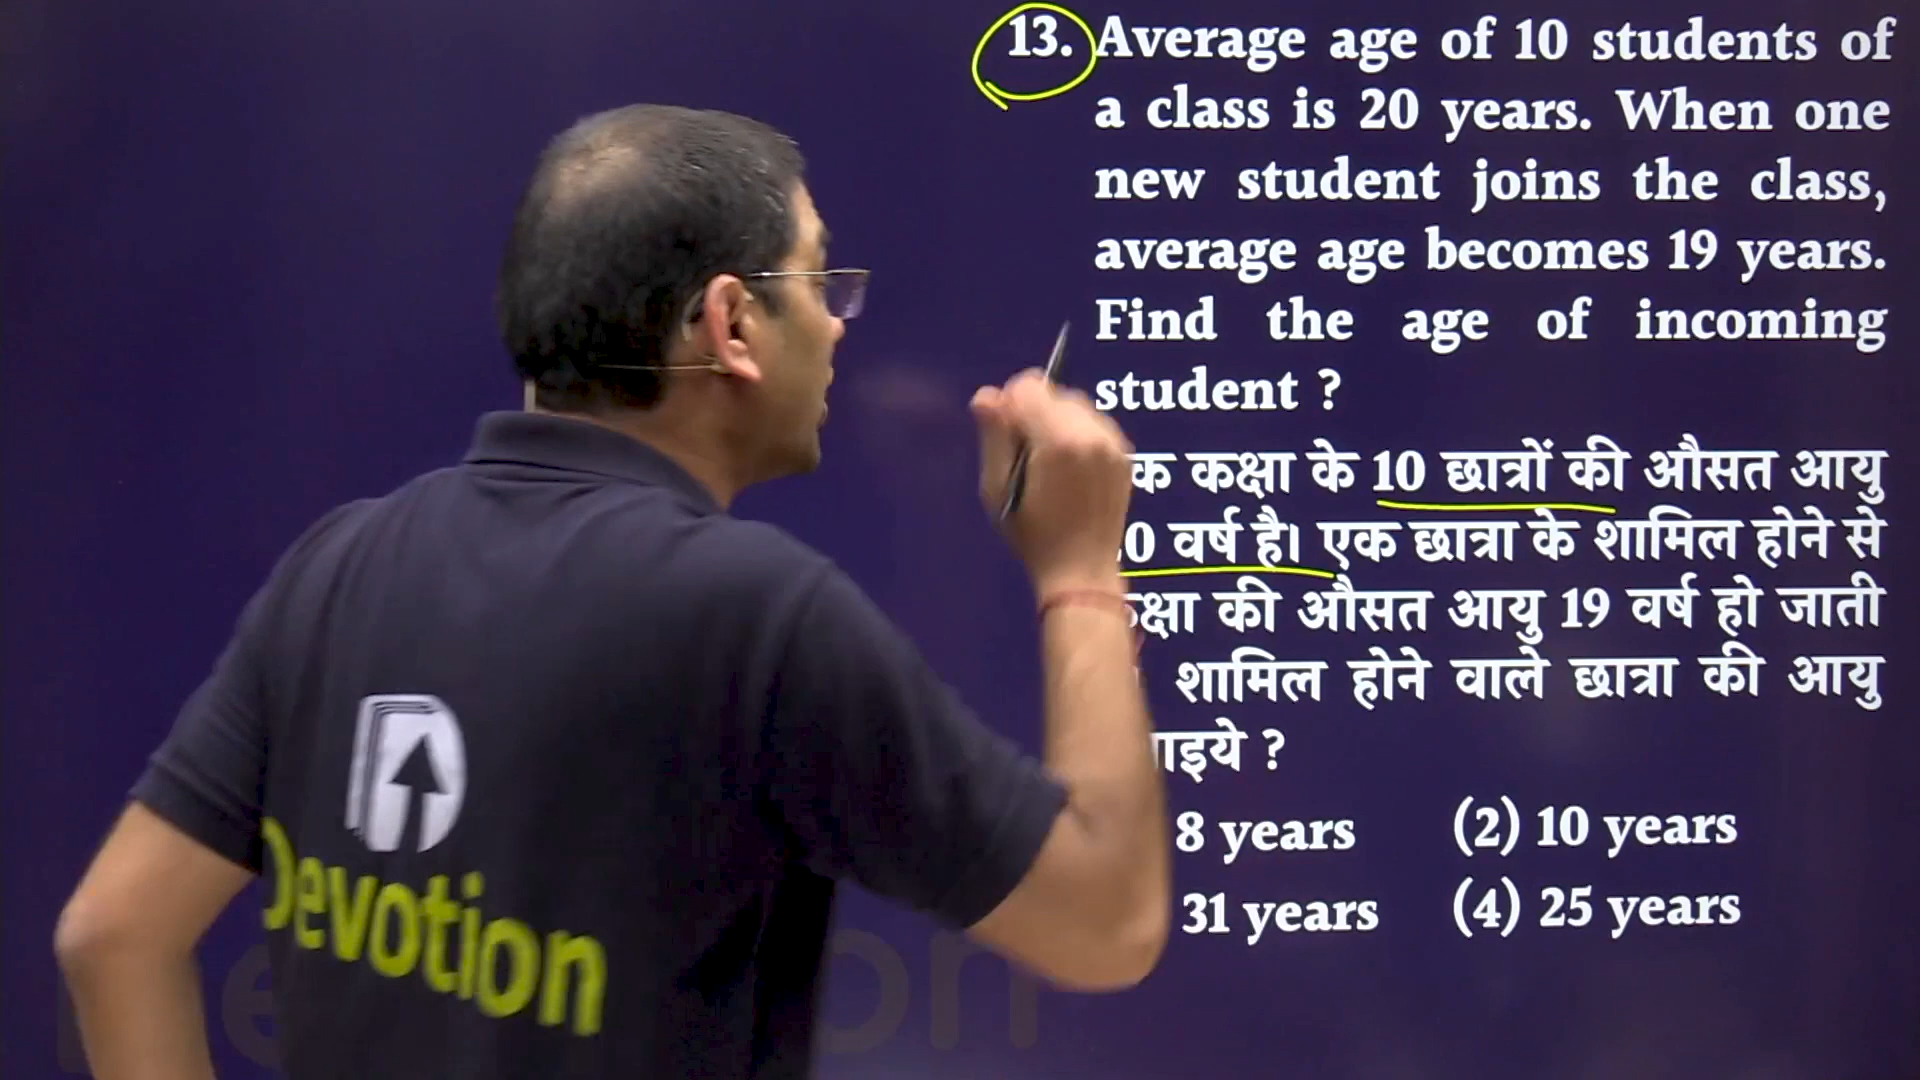 13. Average age of 10 students of
a class is 20 years. When one
new student joins the class,
average age becomes 19 years.
Find the age of incoming
student ?
कक्षा के 10 छात्रों की औसत आयु
वर्ष है। एक छात्रा के शामिल होने से
की औसत आयु 19 वर्ष हो जाती
शामिल होने वाले छात्रा की आयु
?
8 years (2) 10 years
31 years (4) 25 years
Devotion